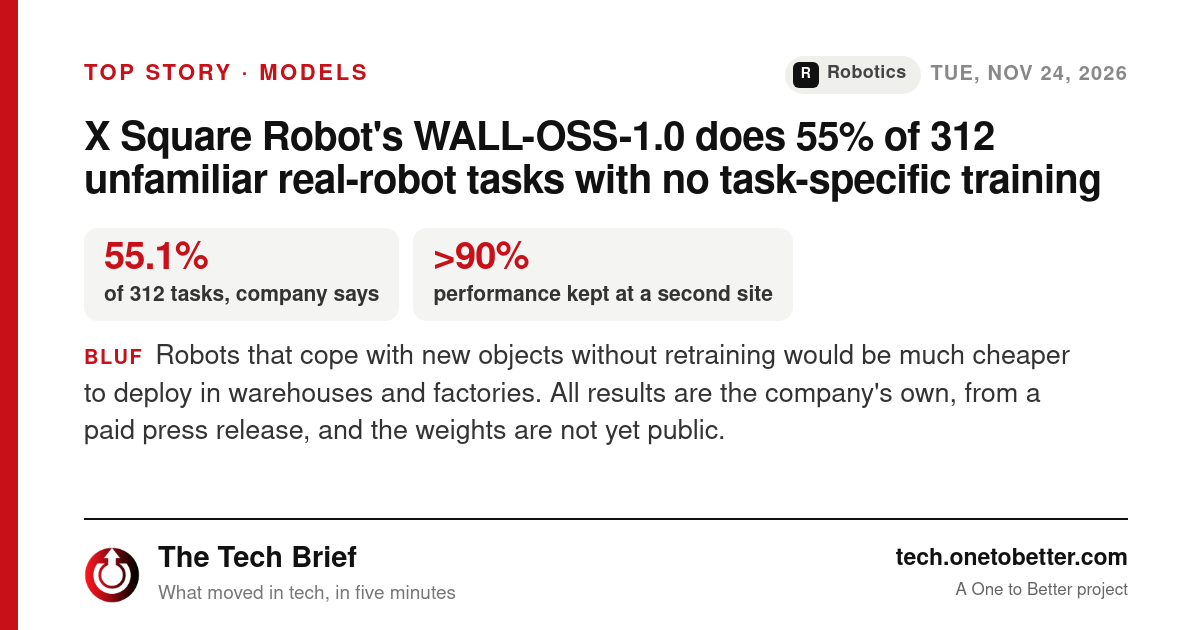 TOP STORY · MODELS
R Robotics TUE, NOV 24, 2026
X Square Robot's WALL-OSS-1.0 does 55% of 312
unfamiliar real-robot tasks with no task-specific training
55.1%
of 312 tasks, company says
>90%
performance kept at a second site
BLUF Robots that cope with new objects without retraining would be much cheaper
to deploy in warehouses and factories. All results are the company's own, from a
paid press release, and the weights are not yet public.
The Tech Brief
What moved in tech, in five minutes
tech.onetobetter.com
A One to Better project